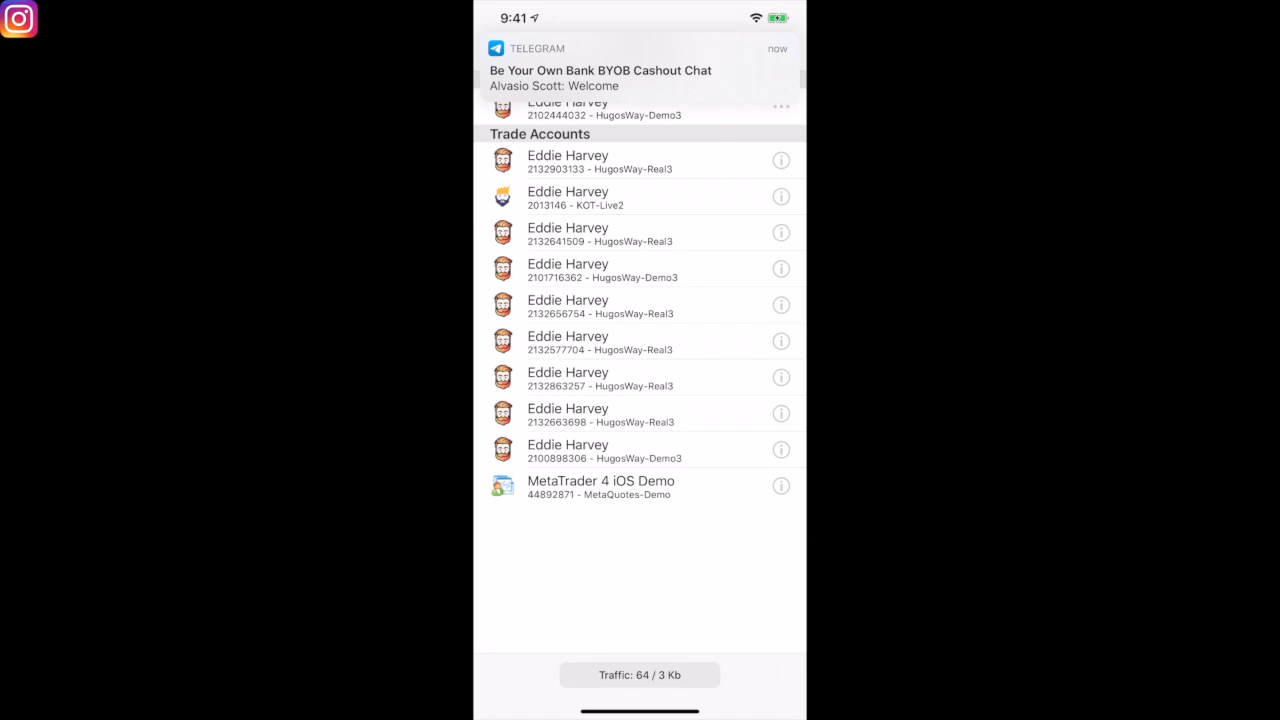 9:41
TELEGRAM
now
Be Your Own Bank BYOB Cashout Chat
Alvasio Scott: Welcome
Eddie Harvey
2102444032 - HugosWay-Demo3
Trade Accounts
Eddie Harvey
2132903133 - HugosWay-Real3
Eddie Harvey
2013146 - KOT-Live2
Eddie Harvey
2132641509 - HugosWay-Real3
Eddie Harvey
2101716362 - HugosWay-Demo3
Eddie Harvey
2132656754 - HugosWay-Real3
Eddie Harvey
2132577704 - HugosWay-Real3
Eddie Harvey
2132863257 - HugosWay-Real3
Eddie Harvey
2132663698 - HugosWay-Real3
Eddie Harvey
2100898306 - HugosWay-Demo3
MetaTrader 4 iOS Demo
44892871 - MetaQuotes-Demo
Traffic: 64 / 3 Kb